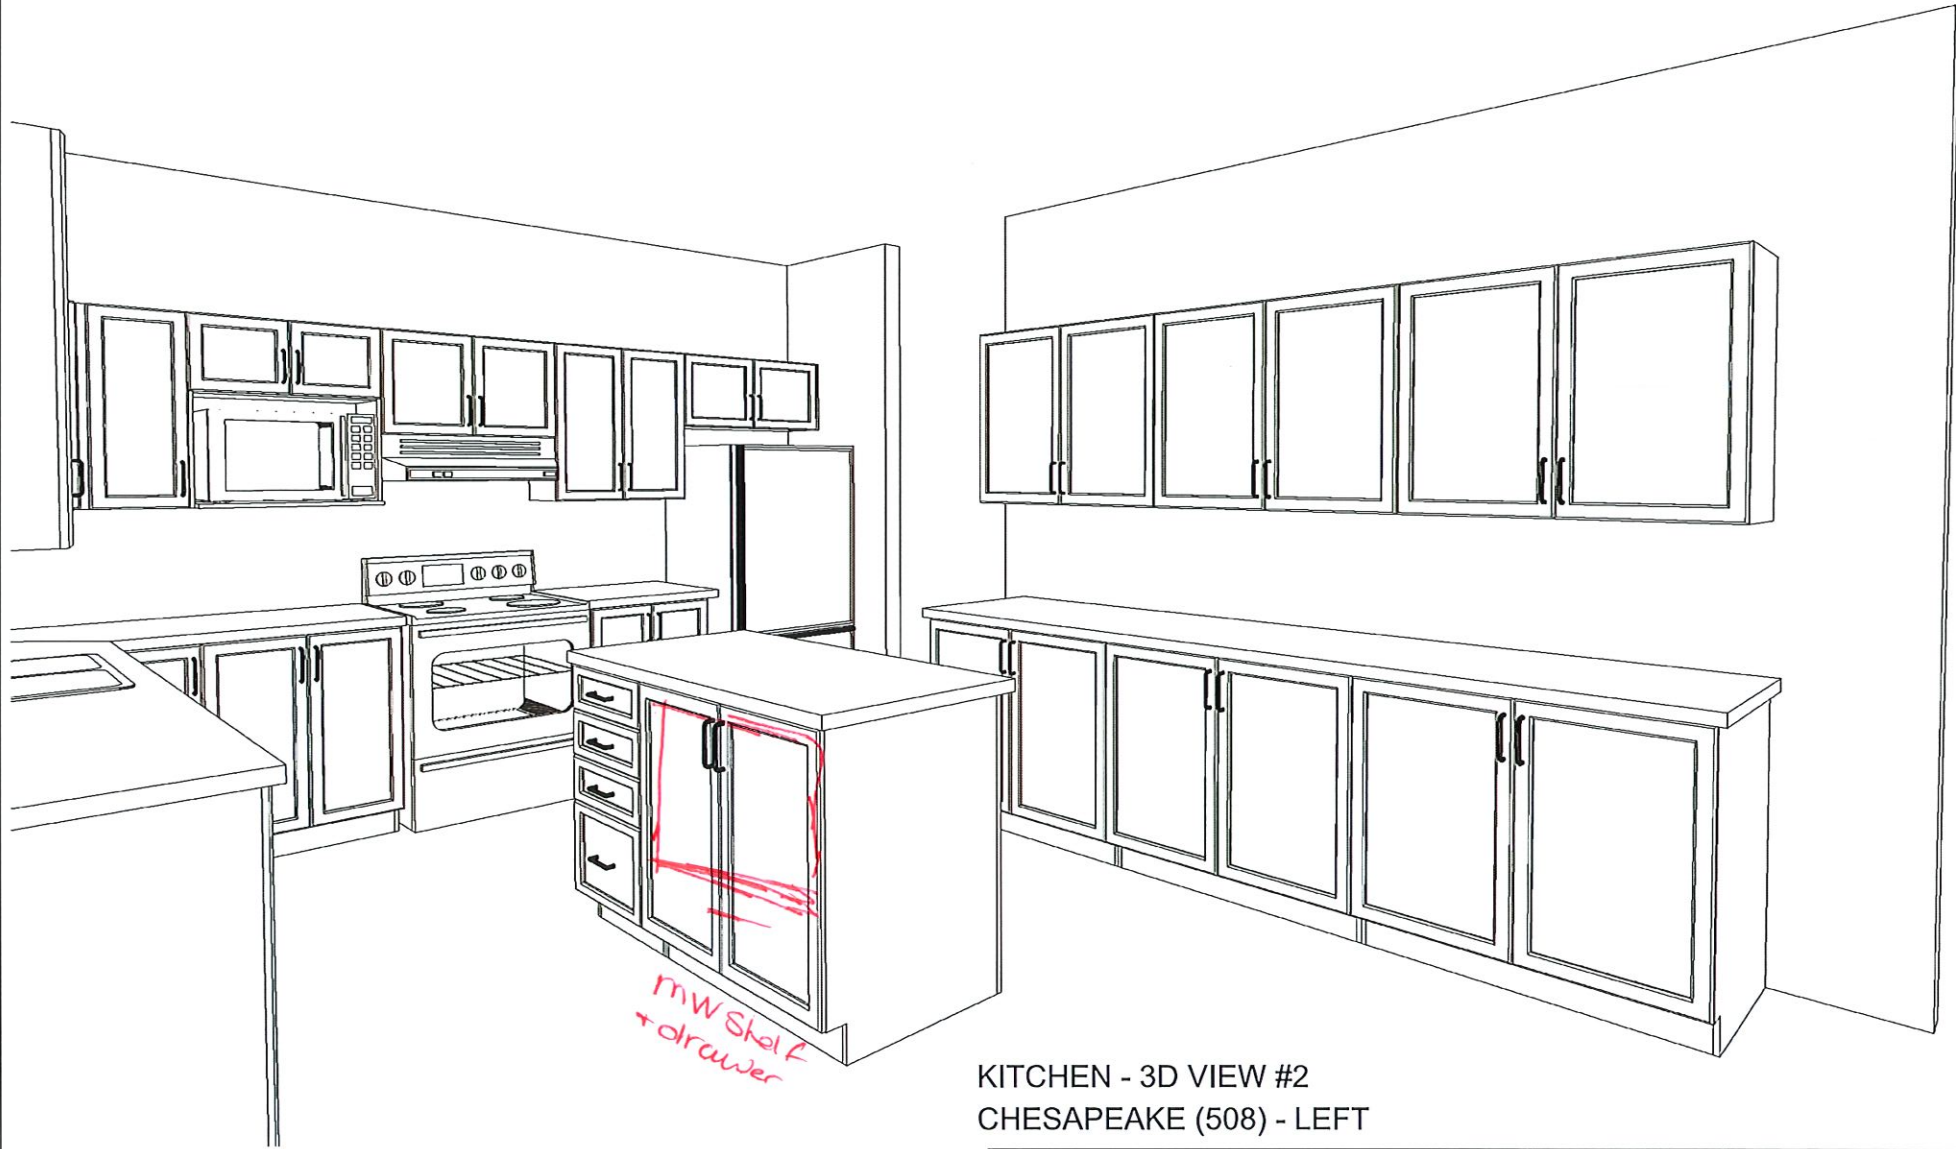 mw shelf
+ drawer
KITCHEN - 3D VIEW #2
CHESAPEAKE (508) - LEFT